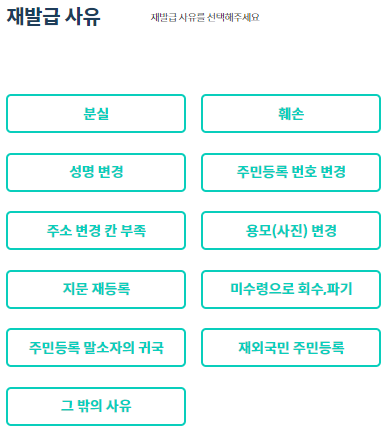 재발급 사유
재발급 사유를 선택해주세요
분실
훼손
성명 변경
주민등록 번호 변경
주소 변경 칸 부족
용모(사진) 변경
지문 재등록
미수령으로 회수,파기
주민등록 말소자의 귀국
재외국민 주민등록
그 밖의 사유